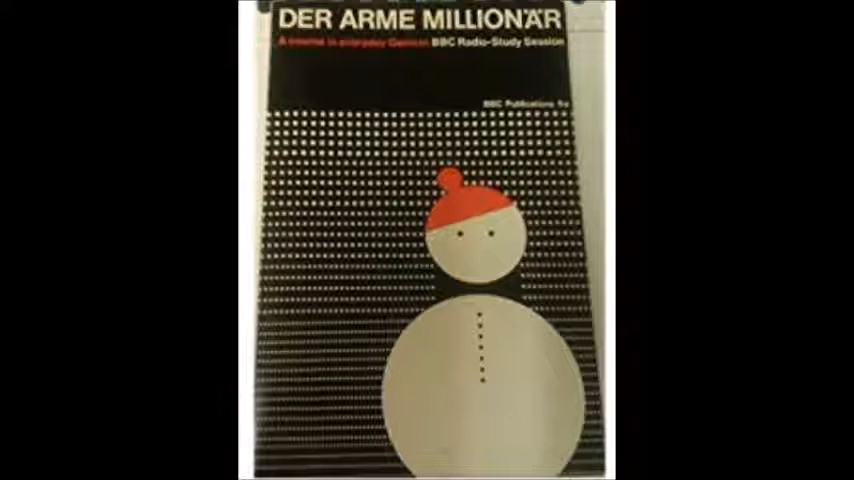 DER ARME MILLIONÄR
A course in everyday German BBC Radio-Study Session
BBC Publications